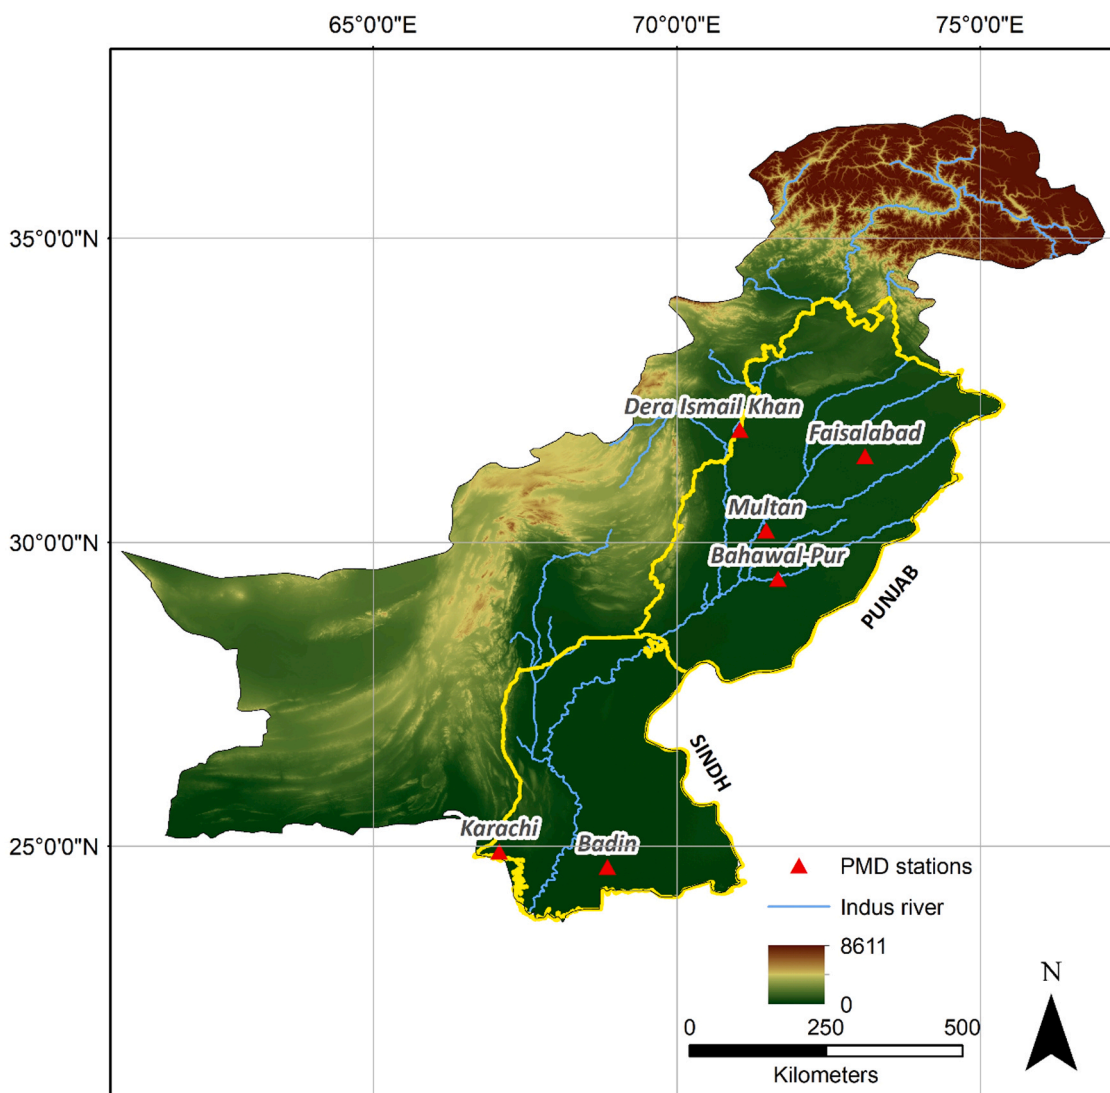 65°0'0"E
70°0'0"E
75°0'0"E
35°0'0"N
Dera Ismail Khan
Faisalabad
Multan
30°0'0"N
Bahawal-Pur
PUNJAB
SINDH
Karachi
25°0'0"N
Badin
PMD stations
Indus river
8611
0
N
0
250
500
Kilometers